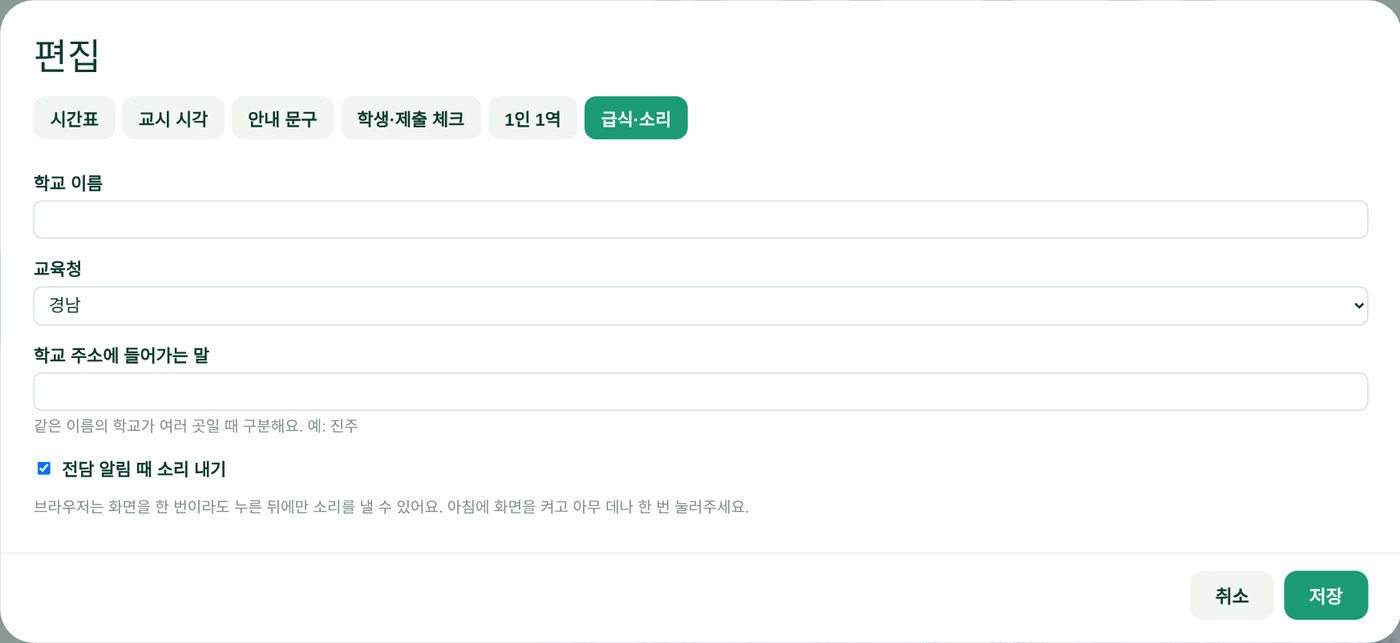 편집
시간표 교시 시각 안내 문구 학생·제출 체크 1인 1역 급식·소리
학교 이름
교육청
경남
학교 주소에 들어가는 말
같은 이름의 학교가 여러 곳일 때 구분해요. 예: 진주
전담 알림 때 소리 내기
브라우저는 화면을 한 번이라도 누른 뒤에만 소리를 낼 수 있어요. 아침에 화면을 켜고 아무 데나 한 번 눌러주세요.
취소 저장